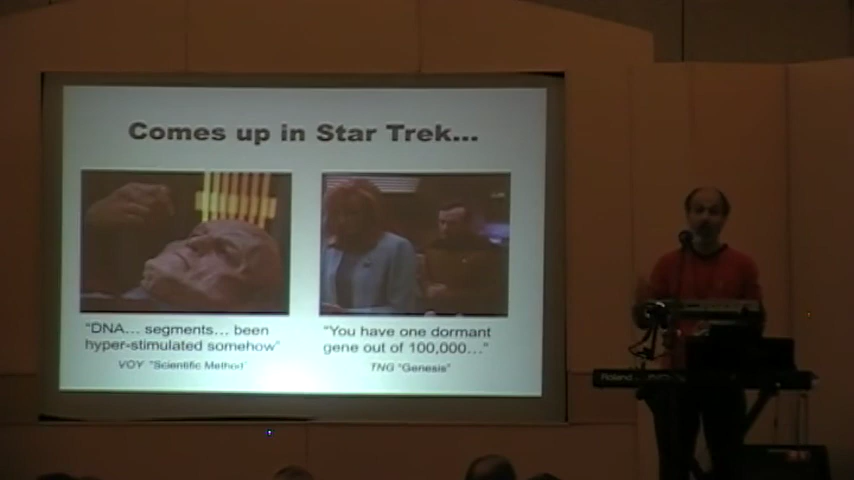 Comes up in Star Trek...
"DNA... segments... been
hyper-stimulated somehow"
VOY "Scientific Method"
"You have one dormant
gene out of 100,000..."
TNG "Genesis"
Roland